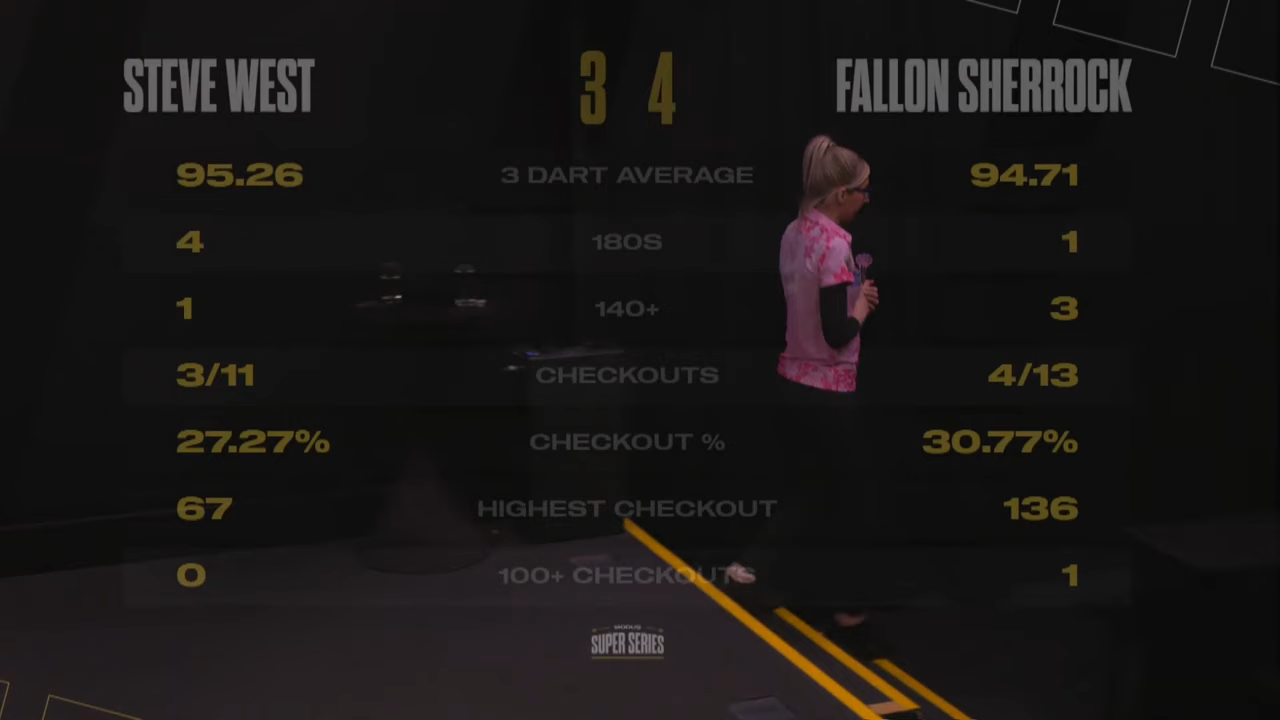 STEVE WEST 3 4 FALLON SHERROCK
95.26 3 DART AVERAGE 94.71
4 180S 1
1 140+ 3
3/11 CHECKOUTS 4/13
27.27% CHECKOUT % 30.77%
67 HIGHEST CHECKOUT 136
0 100+ CHECKOUTS 1
MODUS
SUPER SERIES